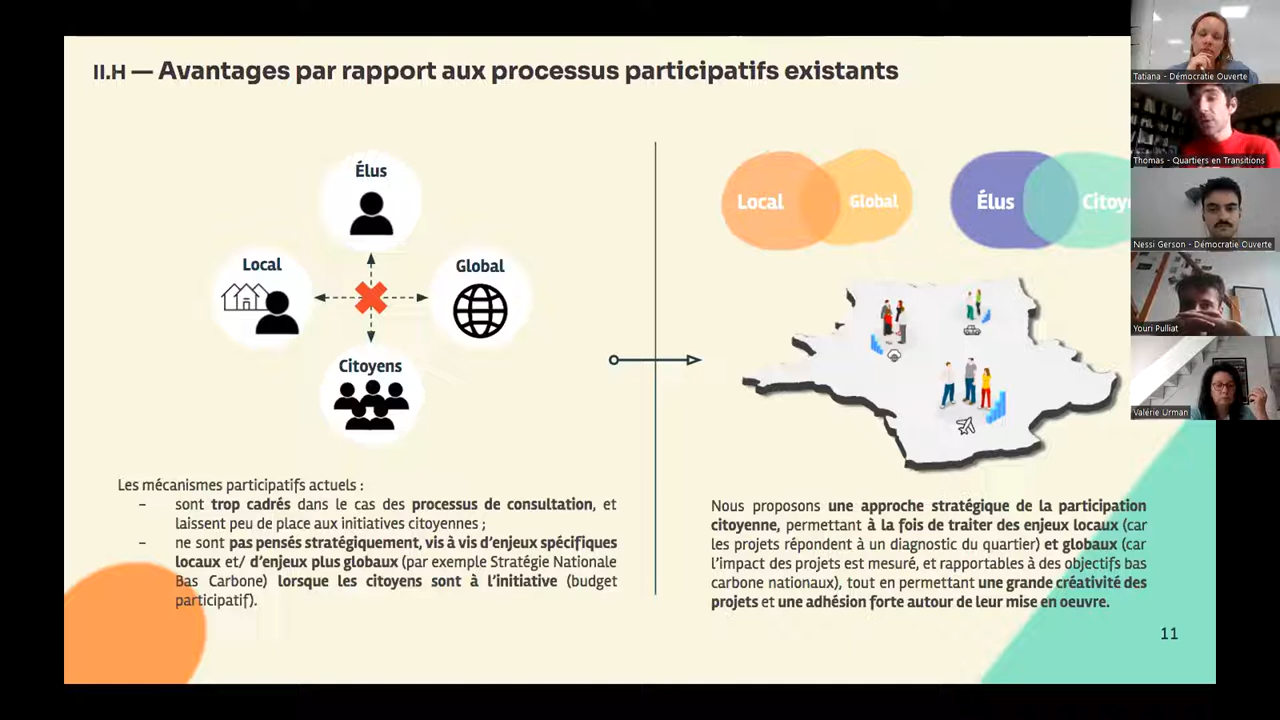 II.H — Avantages par rapport aux processus participatifs existants
Élus
Local
Global
Citoyens
Les mécanismes participatifs actuels :
– sont trop cadrés dans le cas des processus de consultation, et
laissent peu de place aux initiatives citoyennes ;
– ne sont pas pensés stratégiquement, vis à vis d'enjeux spécifiques
locaux et/ d'enjeux plus globaux (par exemple Stratégie Nationale
Bas Carbone) lorsque les citoyens sont à l'initiative (budget
participatif).
Local
Global
Élus
Citoy
Nous proposons une approche stratégique de la participation
citoyenne, permettant à la fois de traiter des enjeux locaux (car
les projets répondent à un diagnostic du quartier) et globaux (car
l'impact des projets est mesuré, et rapportables à des objectifs bas
carbone nationaux), tout en permettant une grande créativité des
projets et une adhésion forte autour de leur mise en oeuvre.
11
Tatiana - Démocratie Ouverte
Thomas - Quartiers en Transitions
Nessi Gerson - Démocratie Ouverte
Youri Pulliat
Valérie Urman